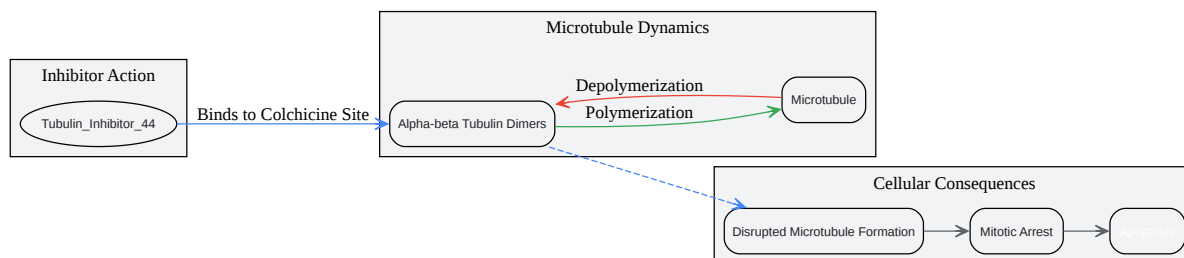 Microtubule Dynamics
Inhibitor Action
Depolymerization
Microtubule
Tubulin_Inhibitor_44
Binds to Colchicine Site
Alpha-beta Tubulin Dimers
Polymerization
Cellular Consequences
Disrupted Microtubule Formation
Mitotic Arrest
Apoptosis